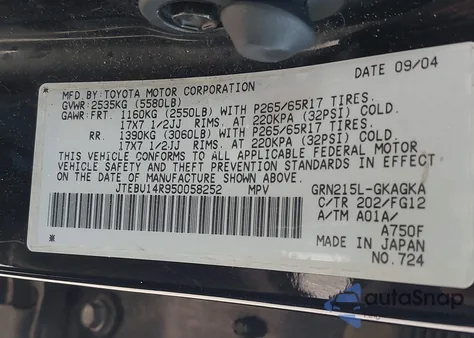 MFD. BY: TOYOTA MOTOR CORPORATION DATE 09/04
GVWR: 2535KG (5580LB)
GAWR: FRT. 1160KG (2550LB) WITH P265/65R17 TIRES,
17X7 1/2JJ RIMS, AT 220KPA (32PSI) COLD.
RR. 1390KG (3060LB) WITH P265/65R17 TIRES,
17X7 1/2JJ RIMS, AT 220KPA (32PSI) COLD.
THIS VEHICLE CONFORMS TO ALL APPLICABLE FEDERAL MOTOR
VEHICLE SAFETY AND THEFT PREVENTION STANDARDS IN EFFECT
ON THE DATE OF MANUFACTURE SHOWN ABOVE.
JTEBU14R950058252 MPV GRN215L-GKAGKA
C/TR 202/FG12
A/TM A01A/
A750F
MADE IN JAPAN
NO.724
autoSnap